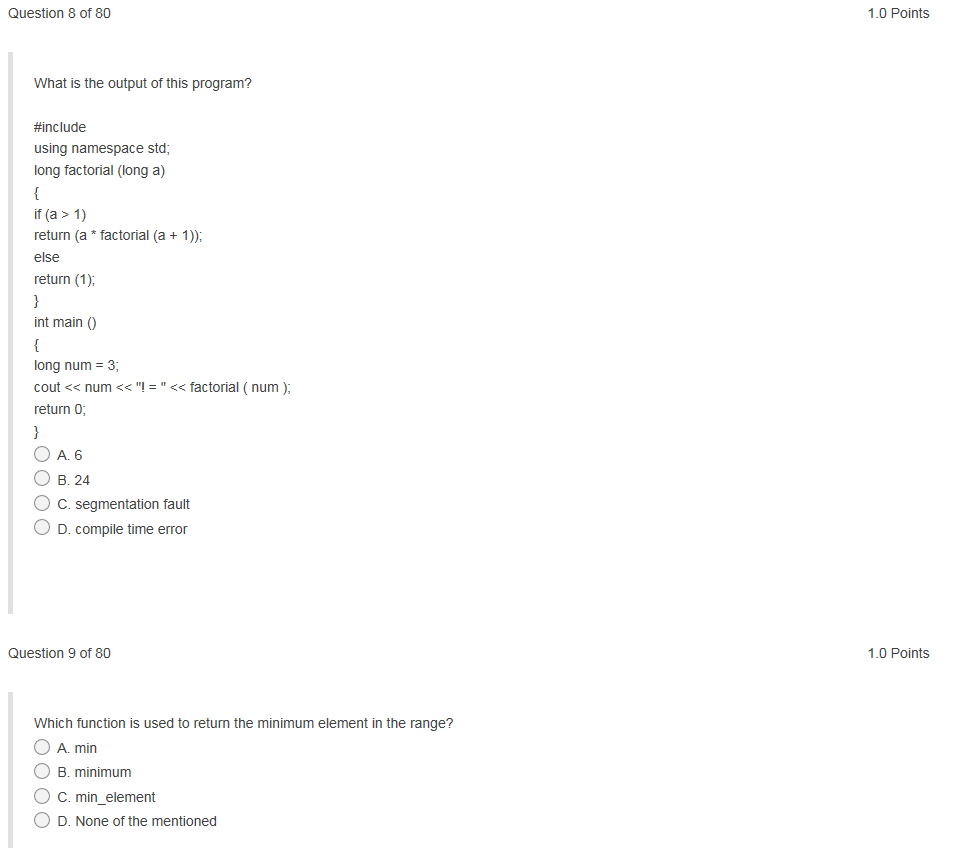 Question 8 of 80 1.0 Points
What is the output of this program?
#include
using namespace std;
long factorial (long a)
{
if (a > 1)
return (a * factorial (a + 1));
else
return (1);
}
int main ()
{
long num = 3;
cout << num << "! = " << factorial ( num );
return 0;
}
A. 6
B. 24
C. segmentation fault
D. compile time error
Question 9 of 80 1.0 Points
Which function is used to return the minimum element in the range?
A. min
B. minimum
C. min_element
D. None of the mentioned